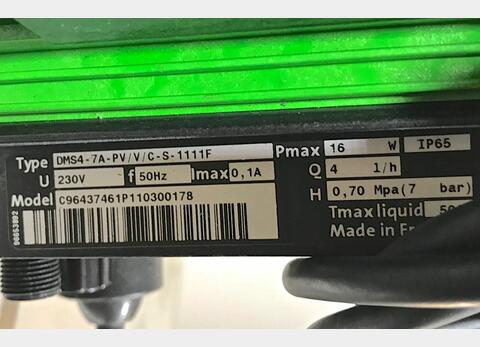 Type DMS4-7A-PV/V/C-S-1111F Pmax 16 W IP65
U 230V f 50Hz Imax 0,1A Q 4 l/h
Model C96437461P110300178 H 0,70 Mpa(7 bar)
Tmax liquid
Made in
96653992